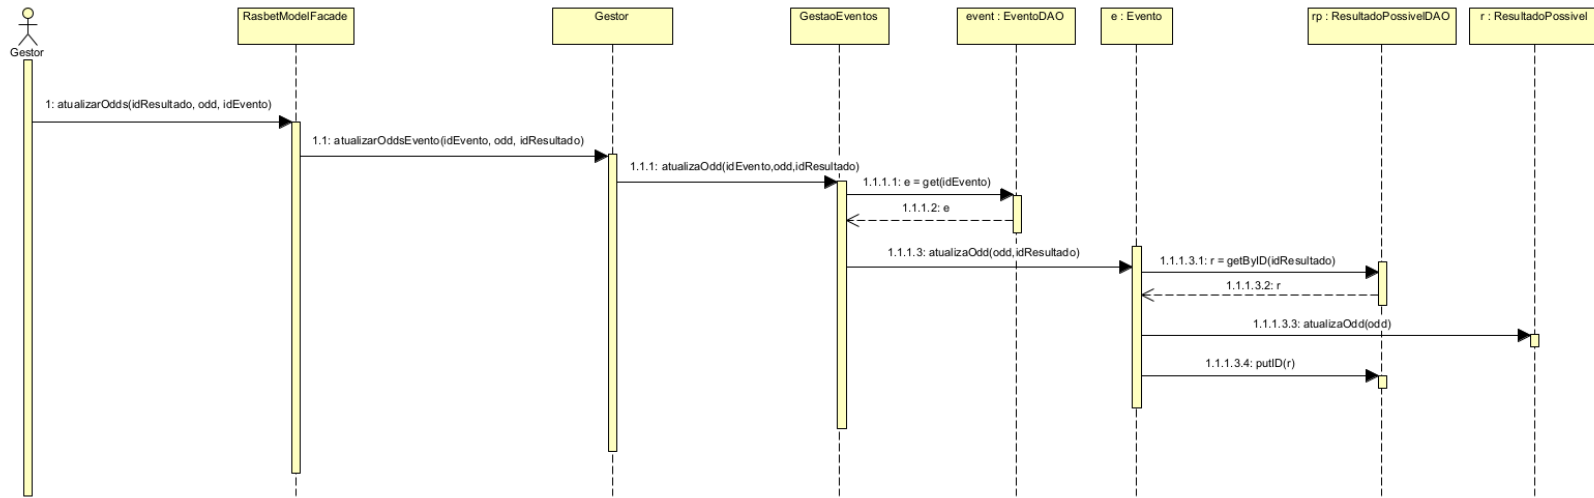 RasbetModelFacade
Gestor
GestaoEventos
event : EventoDAO
e : Evento
rp : ResultadoPossivelDAO
r : ResultadoPossivel
Gestor
1: atualizarOdds(idResultado, odd, idEvento)
1.1: atualizarOddsEvento(idEvento, odd, idResultado)
1.1.1: atualizaOdd(idEvento,odd,idResultado)
1.1.1.1: e = get(idEvento)
1.1.1.2: e
1.1.1.3: atualizaOdd(odd,idResultado)
1.1.1.3.1: r = getByID(idResultado)
1.1.1.3.2: r
1.1.1.3.3: atualizaOdd(odd)
1.1.1.3.4: putID(r)